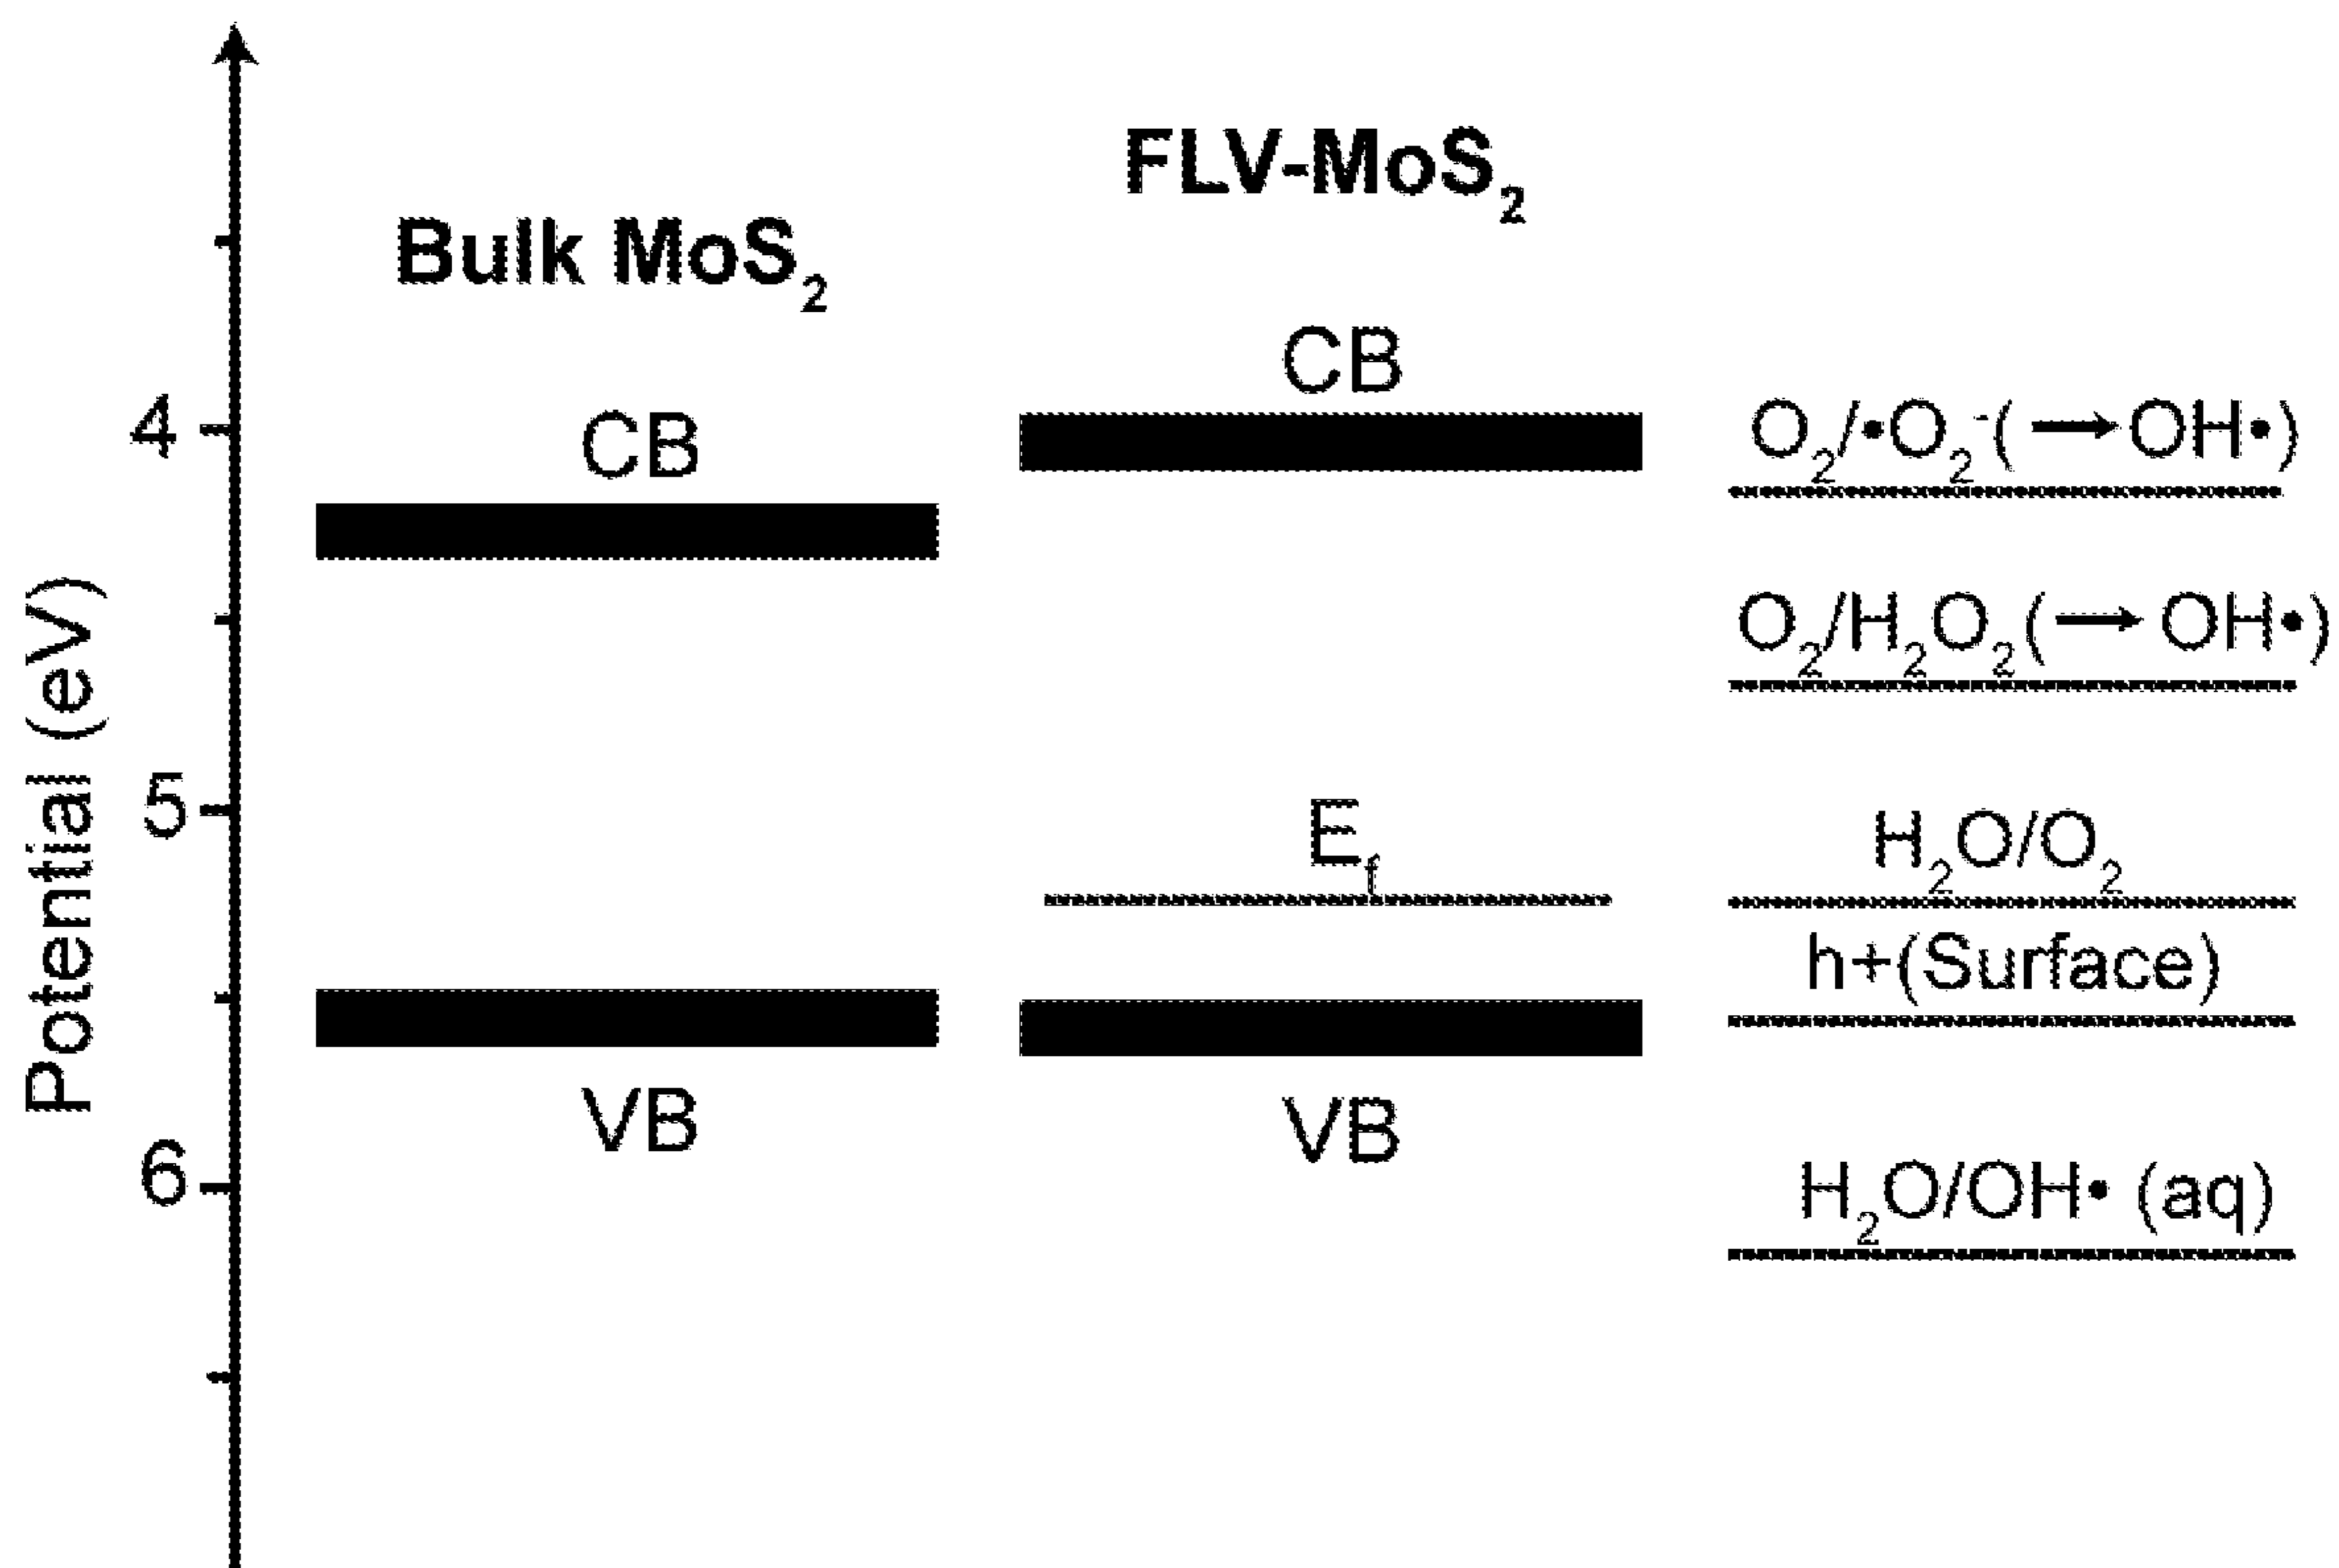 Potential (eV)
4
5
6
Bulk MoS₂
CB
VB
FLV-MoS₂
CB
E_f
VB
O₂/•O₂⁻(→OH•)
O₂/H₂O₂(→OH•)
H₂O/O₂
h+(Surface)
H₂O/OH• (aq)